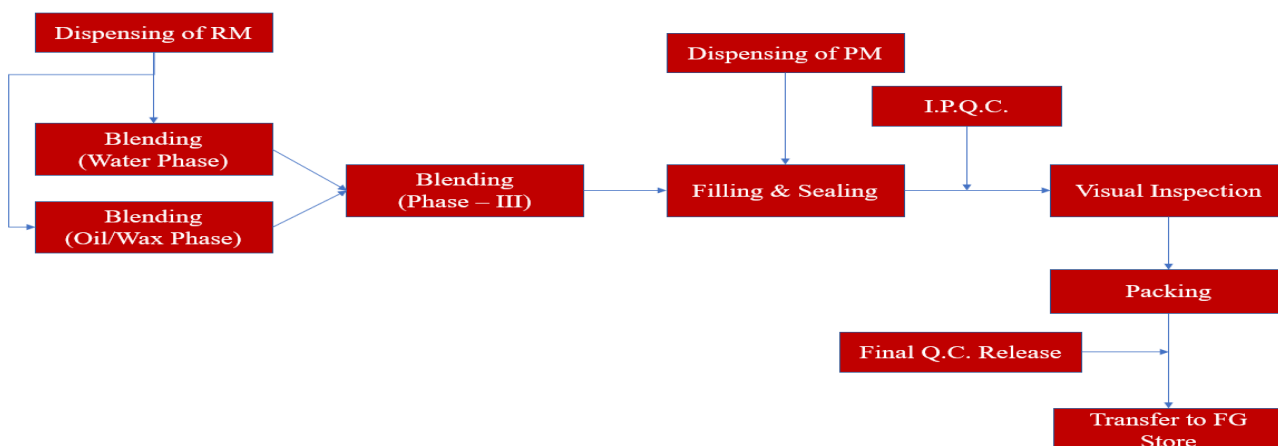 Dispensing of RM
Dispensing of PM
I.P.Q.C.
Blending
(Water Phase)
Blending
(Phase – III)
Filling & Sealing
Visual Inspection
Blending
(Oil/Wax Phase)
Packing
Final Q.C. Release
Transfer to FG
Store